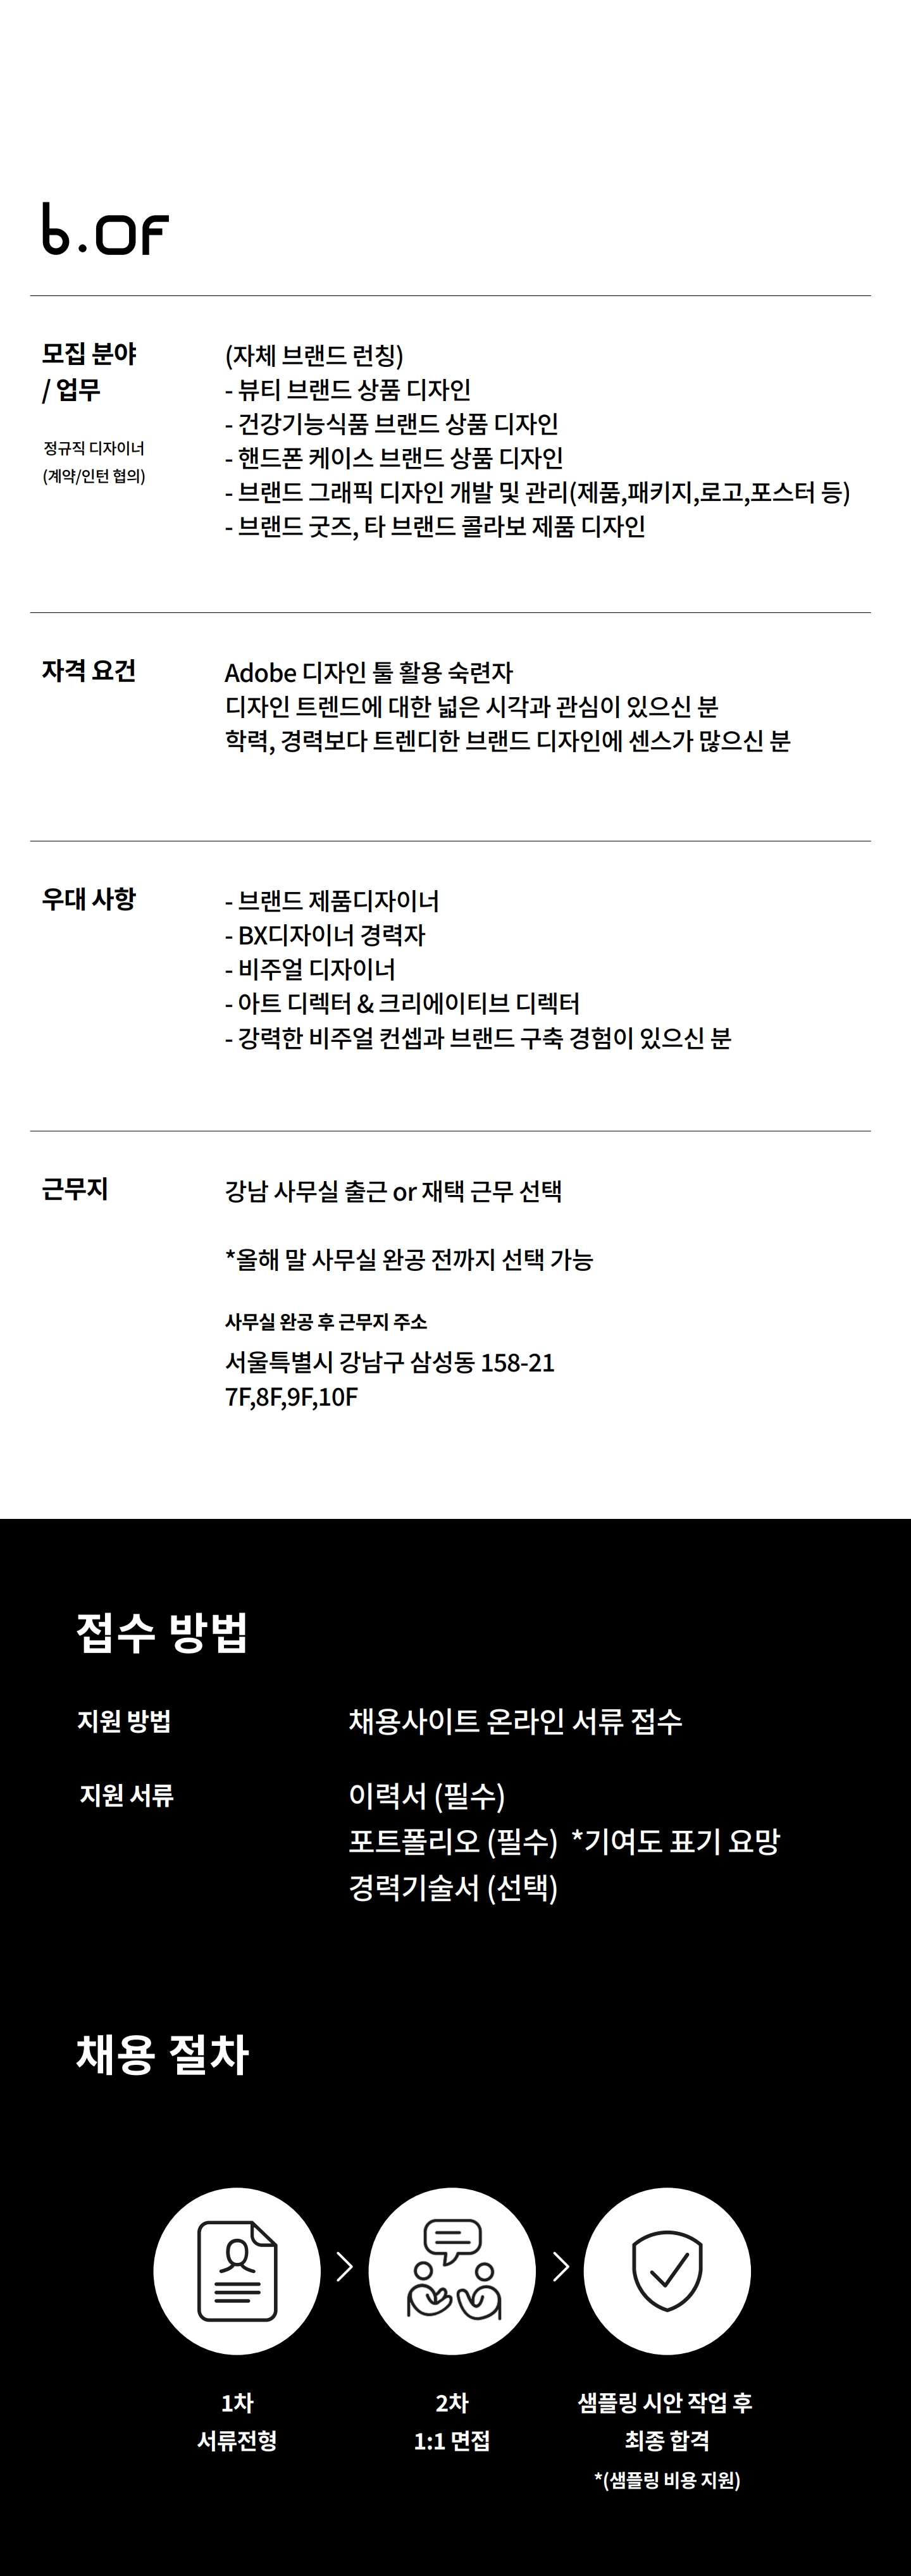 b.OF
모집 분야
/ 업무
정규직 디자이너
(계약/인턴 협의)
(자체 브랜드 런칭)
- 뷰티 브랜드 상품 디자인
- 건강기능식품 브랜드 상품 디자인
- 핸드폰 케이스 브랜드 상품 디자인
- 브랜드 그래픽 디자인 개발 및 관리(제품,패키지,로고,포스터 등)
- 브랜드 굿즈, 타 브랜드 콜라보 제품 디자인
자격 요건
Adobe 디자인 툴 활용 숙련자
디자인 트렌드에 대한 넓은 시각과 관심이 있으신 분
학력, 경력보다 트렌디한 브랜드 디자인에 센스가 많으신 분
우대 사항
- 브랜드 제품디자이너
- BX디자이너 경력자
- 비주얼 디자이너
- 아트 디렉터 & 크리에이티브 디렉터
- 강력한 비주얼 컨셉과 브랜드 구축 경험이 있으신 분
근무지
강남 사무실 출근 or 재택 근무 선택
*올해 말 사무실 완공 전까지 선택 가능
사무실 완공 후 근무지 주소
서울특별시 강남구 삼성동 158-21
7F,8F,9F,10F
접수 방법
지원 방법
채용사이트 온라인 서류 접수
지원 서류
이력서 (필수)
포트폴리오 (필수) *기여도 표기 요망
경력기술서 (선택)
채용 절차
1차
서류전형
2차
1:1 면접
샘플링 시안 작업 후
최종 합격
*(샘플링 비용 지원)